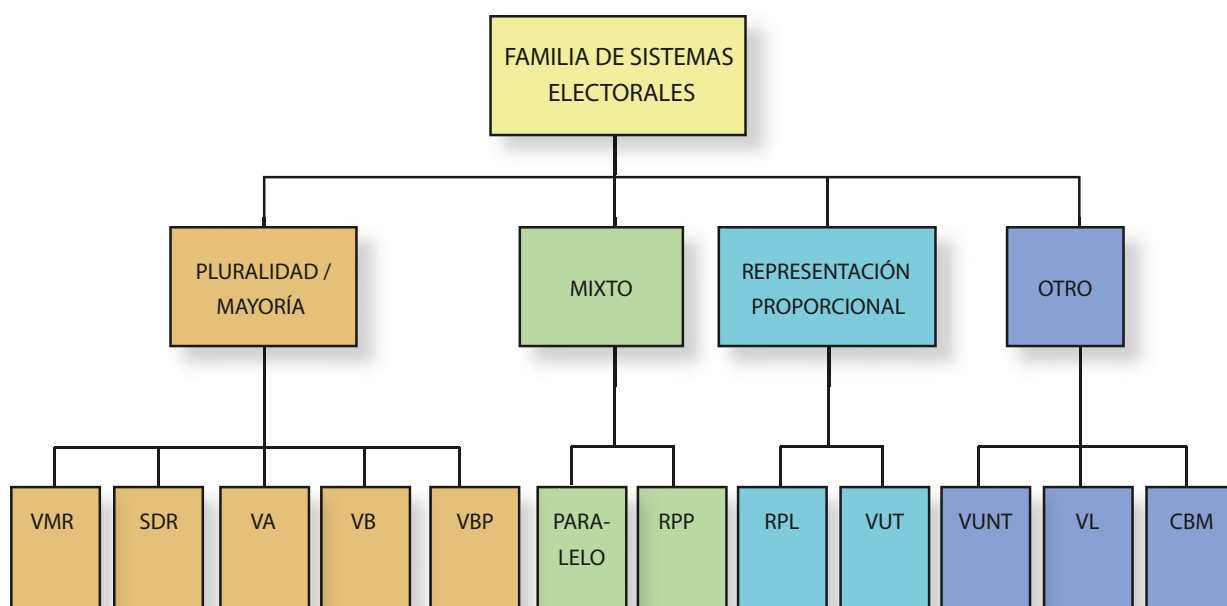 FAMILIA DE SISTEMAS
ELECTORALES
PLURALIDAD /
MAYORÍA
MIXTO
REPRESENTACIÓN
PROPORCIONAL
OTRO
VMR
SDR
VA
VB
VBP
PARA-
LELO
RPP
RPL
VUT
VUNT
VL
CBM